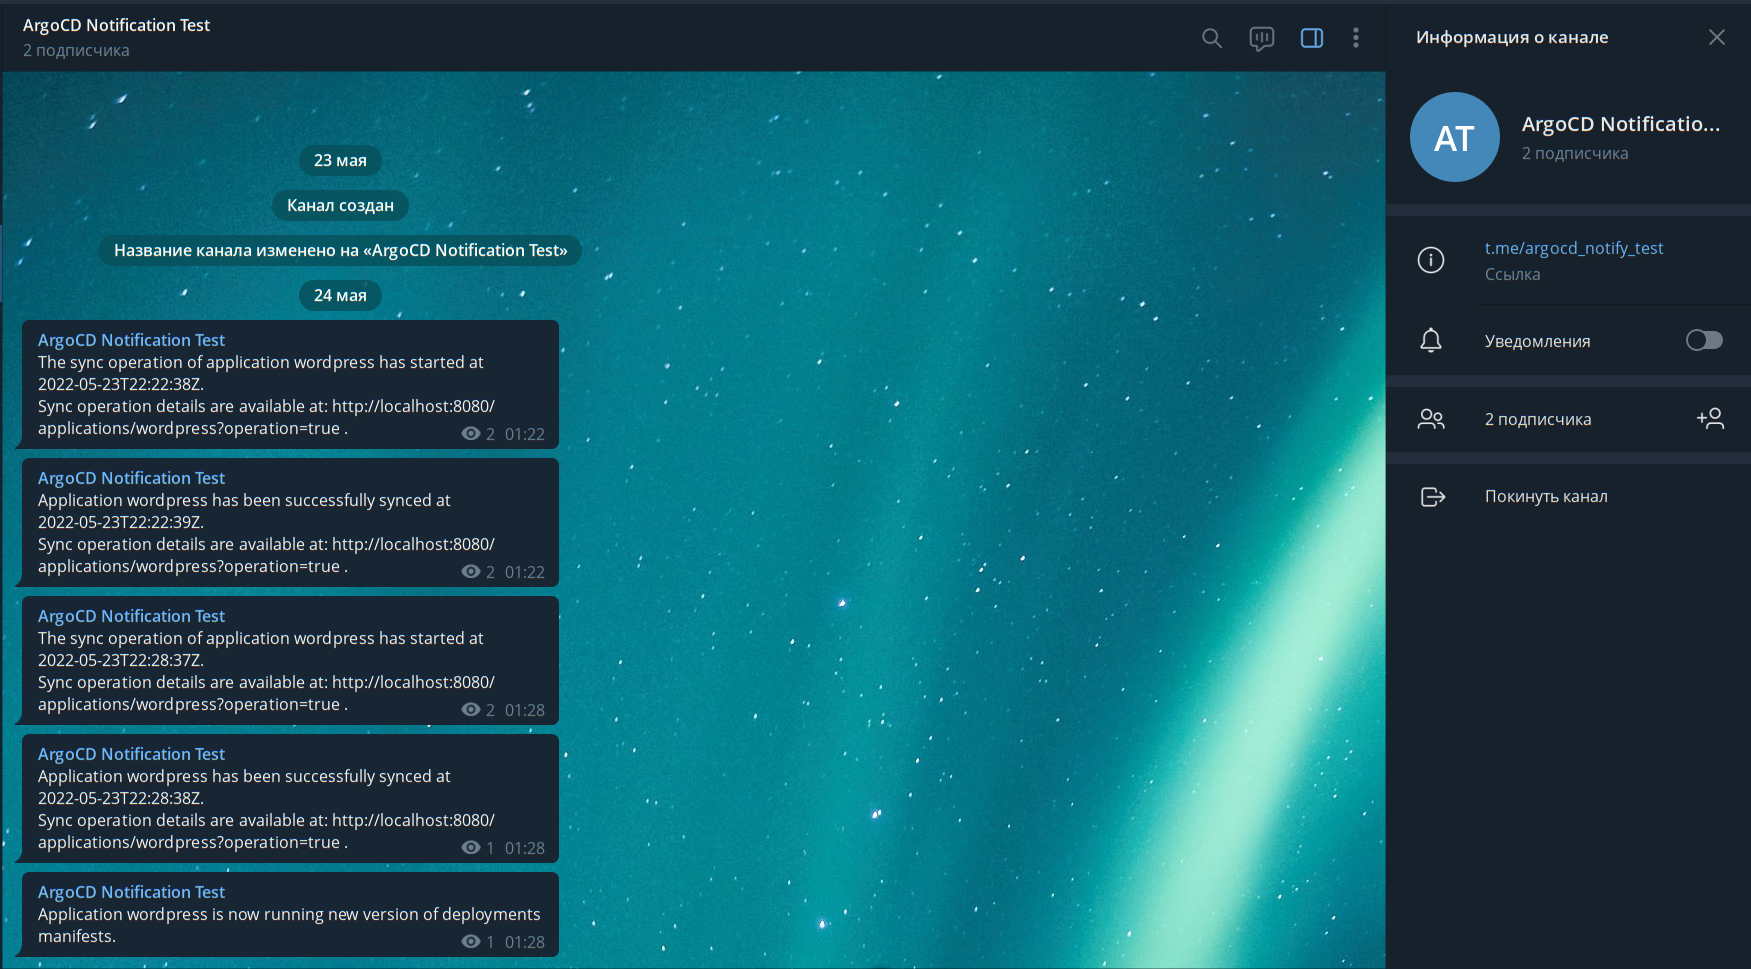 ArgoCD Notification Test
2 подписчика
23 мая
Канал создан
Название канала изменено на «ArgoCD Notification Test»
24 мая
ArgoCD Notification Test
The sync operation of application wordpress has started at
2022-05-23T22:22:38Z.
Sync operation details are available at: http://localhost:8080/
applications/wordpress?operation=true .
2 01:22
ArgoCD Notification Test
Application wordpress has been successfully synced at
2022-05-23T22:22:39Z.
Sync operation details are available at: http://localhost:8080/
applications/wordpress?operation=true .
2 01:22
ArgoCD Notification Test
The sync operation of application wordpress has started at
2022-05-23T22:28:37Z.
Sync operation details are available at: http://localhost:8080/
applications/wordpress?operation=true .
2 01:28
ArgoCD Notification Test
Application wordpress has been successfully synced at
2022-05-23T22:28:38Z.
Sync operation details are available at: http://localhost:8080/
applications/wordpress?operation=true .
1 01:28
ArgoCD Notification Test
Application wordpress is now running new version of deployments
manifests.
1 01:28
Информация о канале
AT
ArgoCD Notificatio...
2 подписчика
t.me/argocd_notify_test
Ссылка
Уведомления
2 подписчика
Покинуть канал